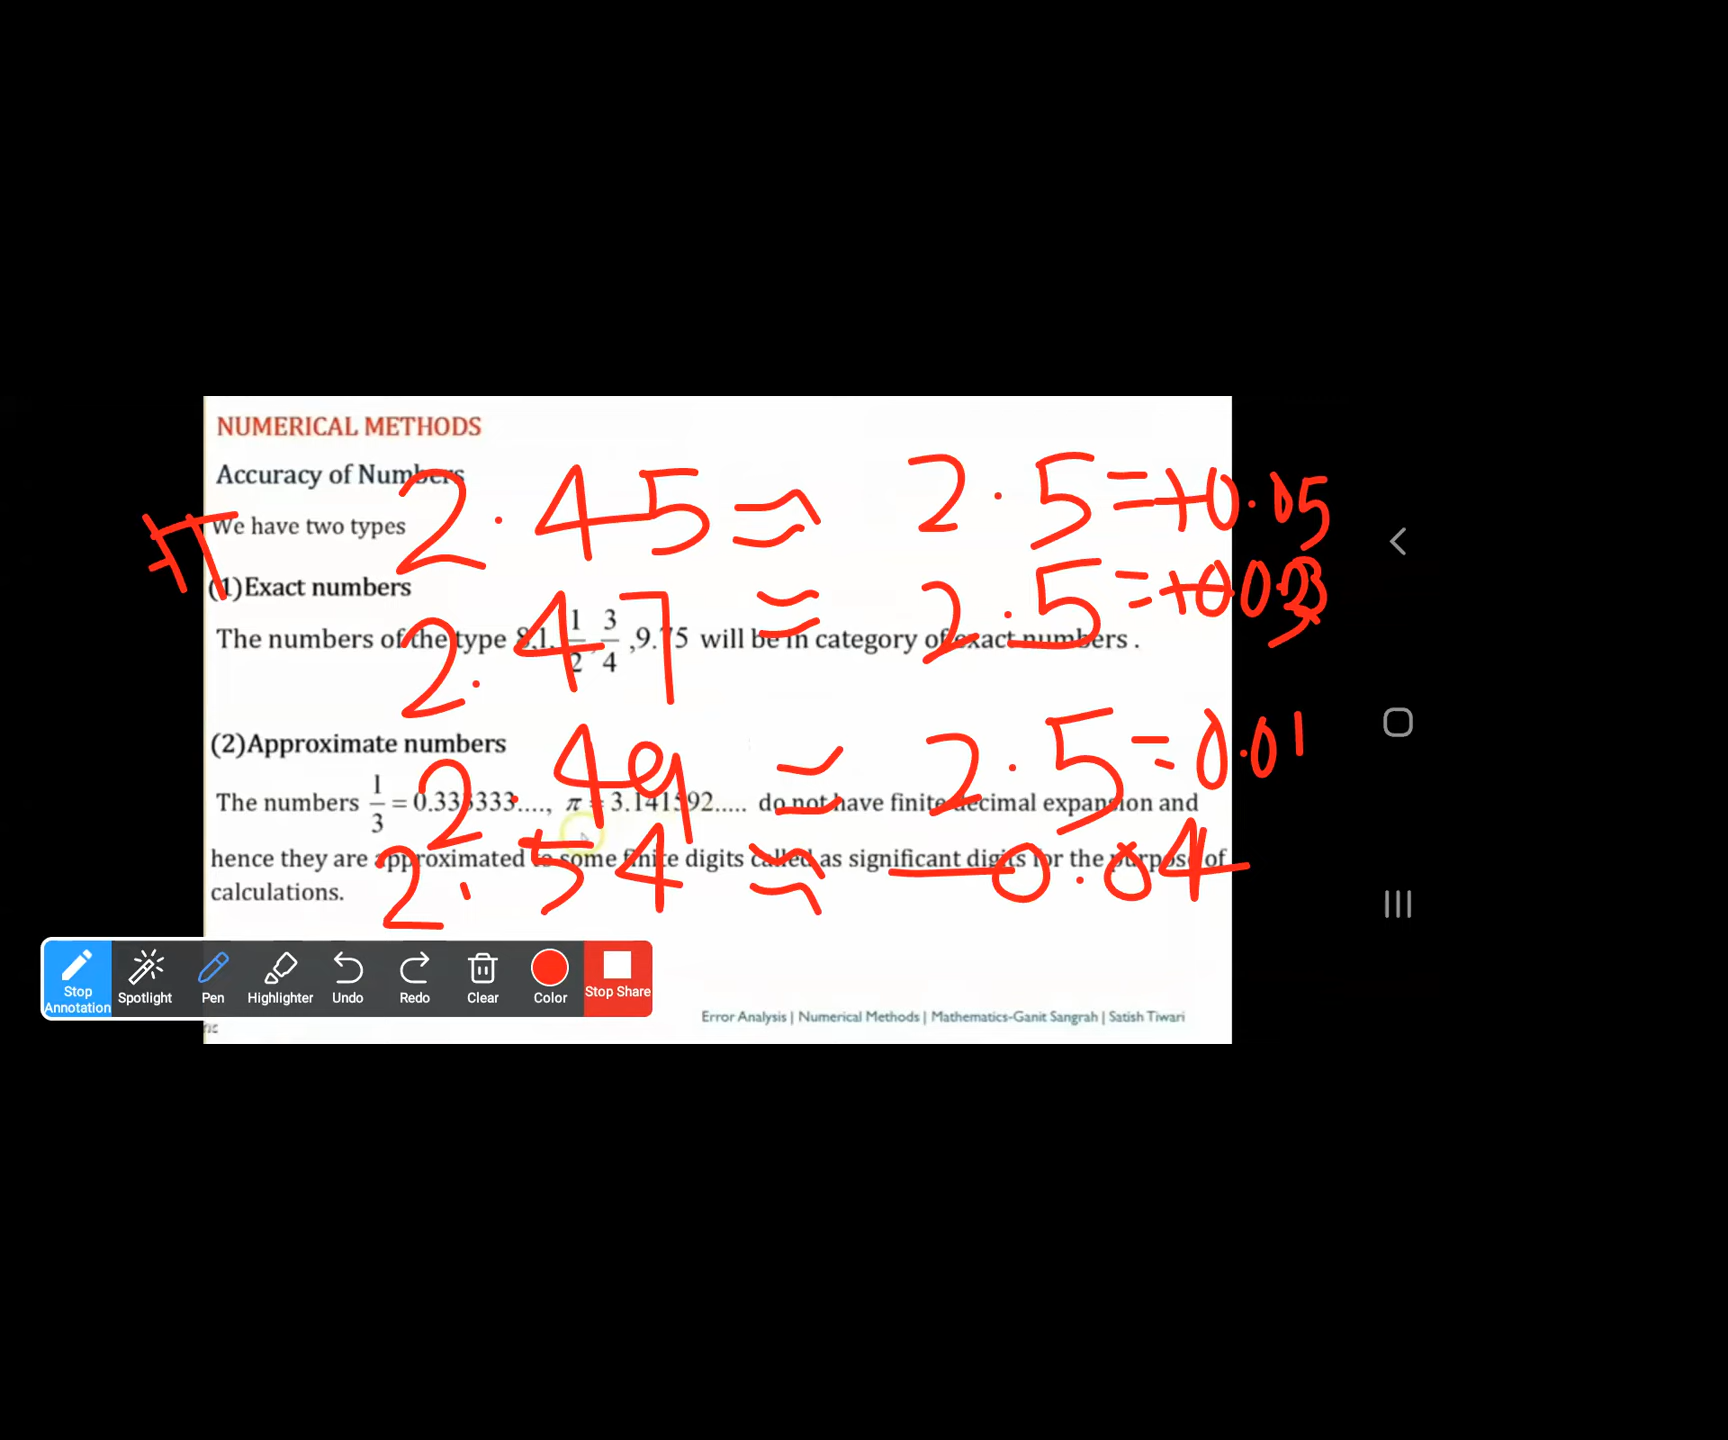 NUMERICAL METHODS
Accuracy of Numbers
2.45 ≈ 2.5 = +0.05
We have two types
π
(1)Exact numbers
2.47 ≈ 2.5 =
The numbers of the type 8,1, 1/2, 3/4 ,9.75 will be in category of exact numbers .
(2)Approximate numbers
2.49 ≈ 2.5 = 0.01
The numbers 1/3 = 0.333333...., π = 3.141592..... do not have finite decimal expansion and
hence they are approximated to some finite digits called as significant digits for the purpose of
2.54 ≈ -0.04
calculations.
Stop Annotation
Spotlight
Pen
Highlighter
Undo
Redo
Clear
Color
Stop Share
Error Analysis | Numerical Methods | Mathematics-Ganit Sangrah | Satish Tiwari